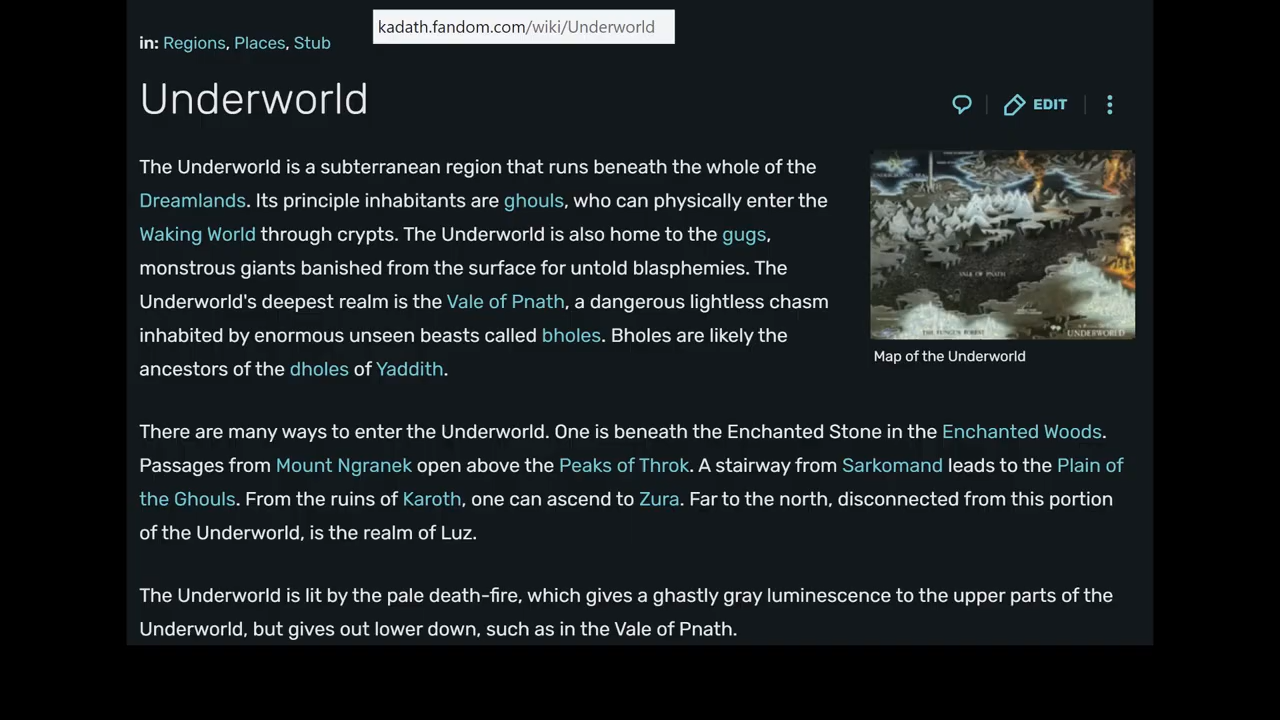 kadath.fandom.com/wiki/Underworld
in: Regions, Places, Stub
Underworld
EDIT
The Underworld is a subterranean region that runs beneath the whole of the
Dreamlands. Its principle inhabitants are ghouls, who can physically enter the
Waking World through crypts. The Underworld is also home to the gugs,
monstrous giants banished from the surface for untold blasphemies. The
Underworld's deepest realm is the Vale of Pnath, a dangerous lightless chasm
inhabited by enormous unseen beasts called bholes. Bholes are likely the
ancestors of the dholes of Yaddith.
VALE OF PNATH
THE FUNGUS FOREST
UNDERWORLD
Map of the Underworld
There are many ways to enter the Underworld. One is beneath the Enchanted Stone in the Enchanted Woods.
Passages from Mount Ngranek open above the Peaks of Throk. A stairway from Sarkomand leads to the Plain of
the Ghouls. From the ruins of Karoth, one can ascend to Zura. Far to the north, disconnected from this portion
of the Underworld, is the realm of Luz.
The Underworld is lit by the pale death-fire, which gives a ghastly gray luminescence to the upper parts of the
Underworld, but gives out lower down, such as in the Vale of Pnath.